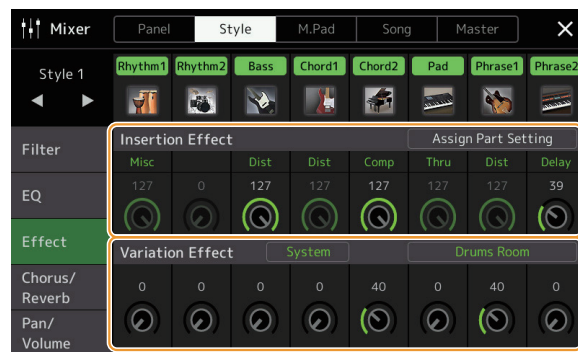 Mixer Panel Style M.Pad Song Master
Style 1
Rhythm1 Rhythm2 Bass Chord1 Chord2 Pad Phrase1 Phrase2
Filter
EQ
Effect
Chorus/
Reverb
Pan/
Volume
Insertion Effect Assign Part Setting
Misc Dist Dist Comp Thru Dist Delay
127 0 127 127 127 127 127 39
Variation Effect System Drums Room
0 0 0 0 40 0 40 0